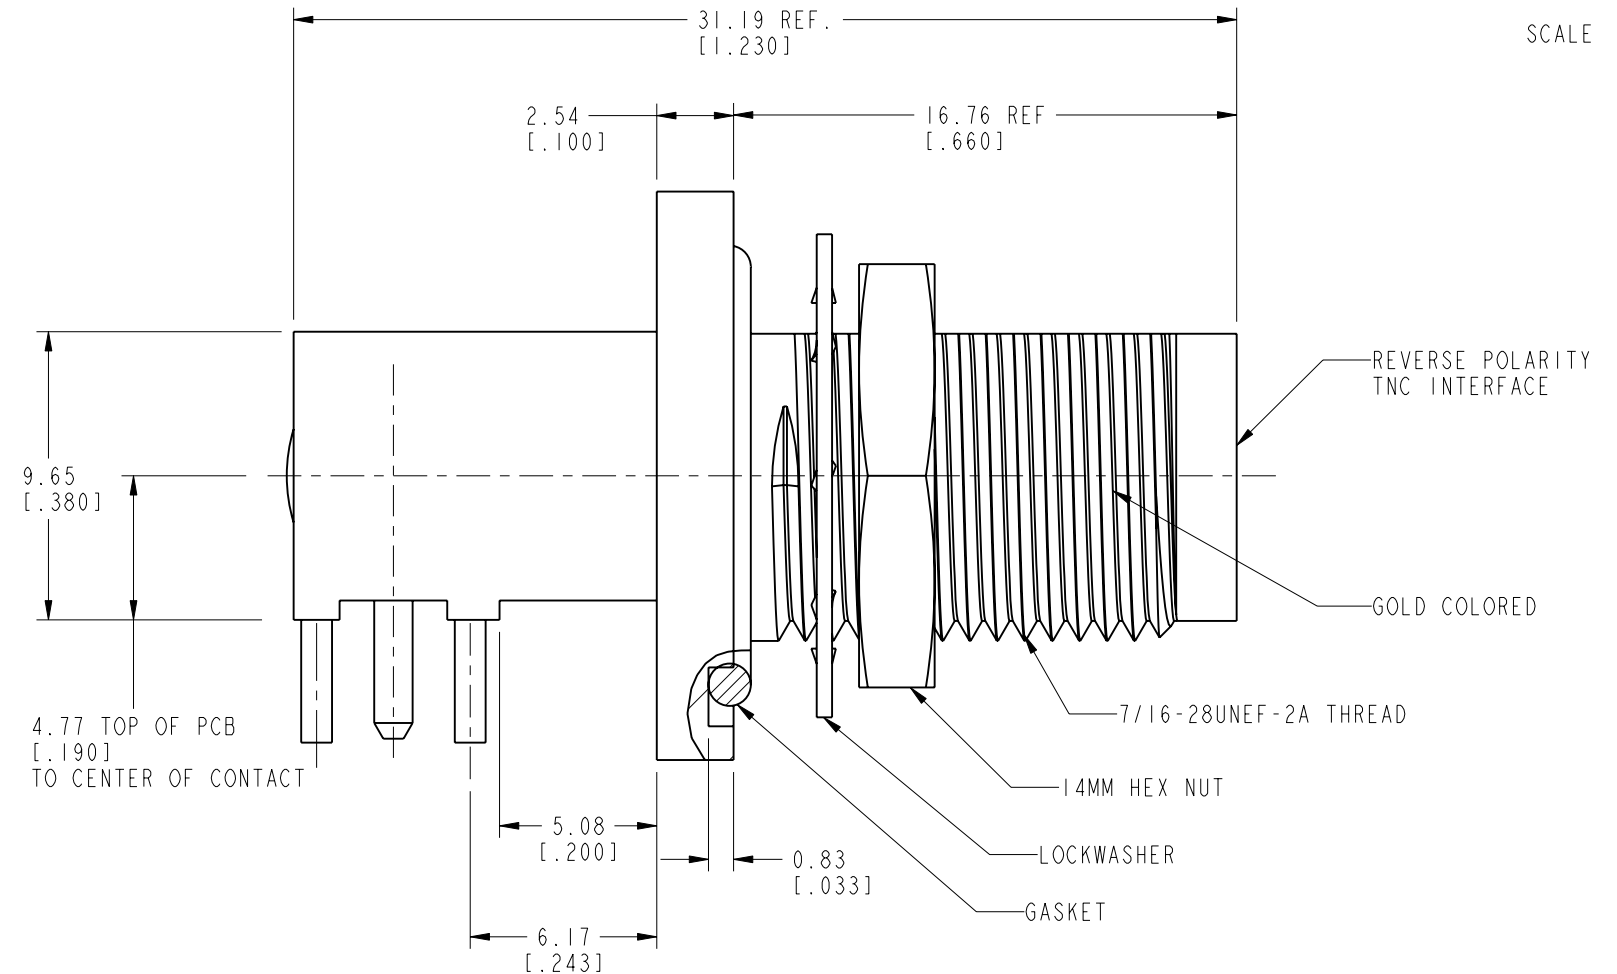 31.19 REF.
[1.230]
SCALE
2.54
[.100]
16.76 REF
[.660]
REVERSE POLARITY
TNC INTERFACE
9.65
[.380]
GOLD COLORED
4.77 TOP OF PCB
[.190]
TO CENTER OF CONTACT
7/16-28UNEF-2A THREAD
14MM HEX NUT
5.08
[.200]
0.83
[.033]
LOCKWASHER
GASKET
6.17
[.243]